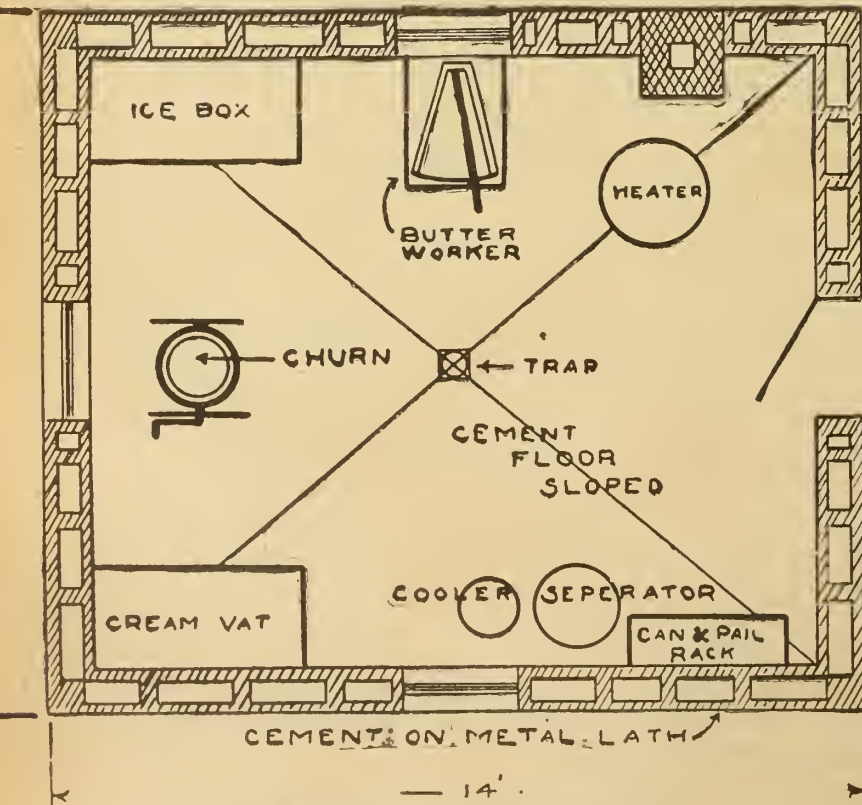 ICE BOX
HEATER
BUTTER
WORKER
CHURN
TRAP
CEMENT
FLOOR
SLOPED
COOLER
SEPERATOR
CREAM VAT
CAN & PAIL
RACK
CEMENT ON METAL LATH
14'